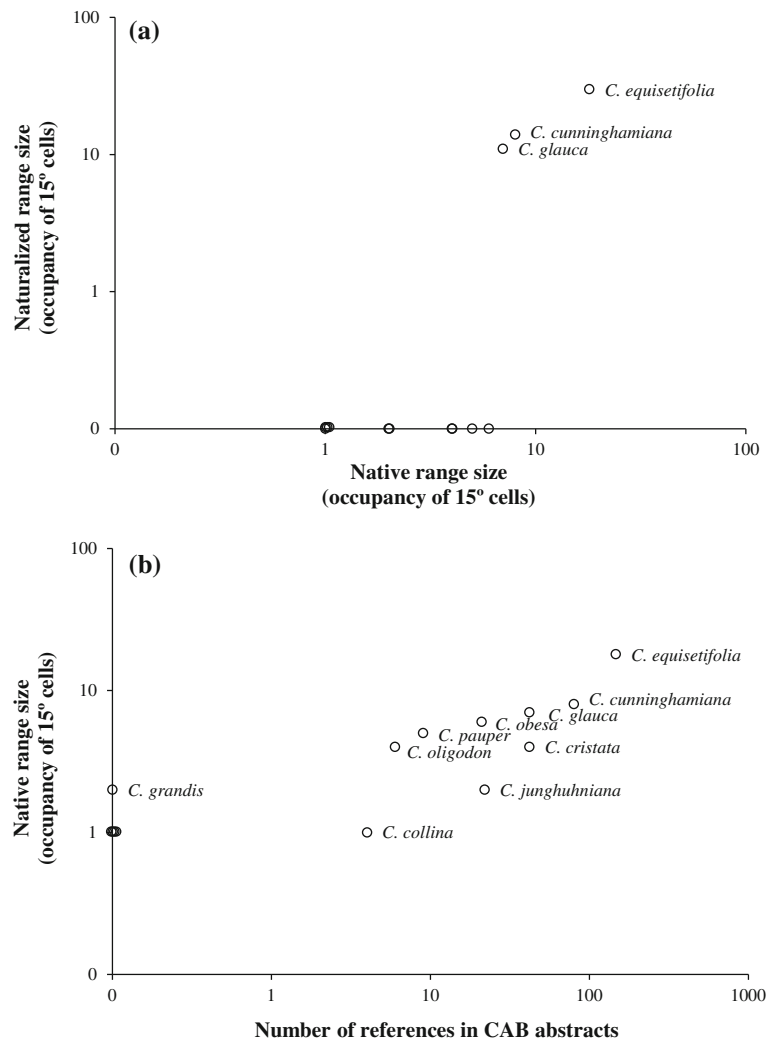 (a)
100
10
1
0
Naturalized range size
(occupancy of 15º cells)
C. equisetifolia
C. cunninghamiana
C. glauca
0
1
10
100
Native range size
(occupancy of 15º cells)
(b)
100
10
1
0
Native range size
(occupancy of 15º cells)
C. equisetifolia
C. cunninghamiana
C. glauca
C. obesa
C. pauper
C. cristata
C. oligodon
C. grandis
C. junghuhniana
C. collina
0
1
10
100
1000
Number of references in CAB abstracts